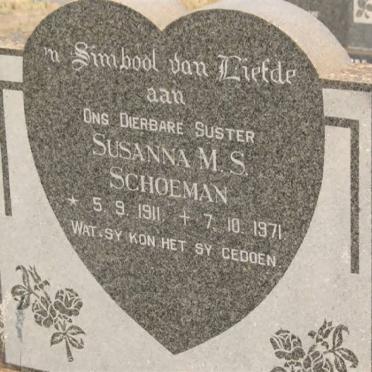 'n Simbool van Liefde
aan
ONS DIERBARE SUSTER
SUSANNA M. S.
SCHOEMAN
* 5. 9. 1911. + 7. 10. 1971
WAT SY KON HET SY GEDOEN